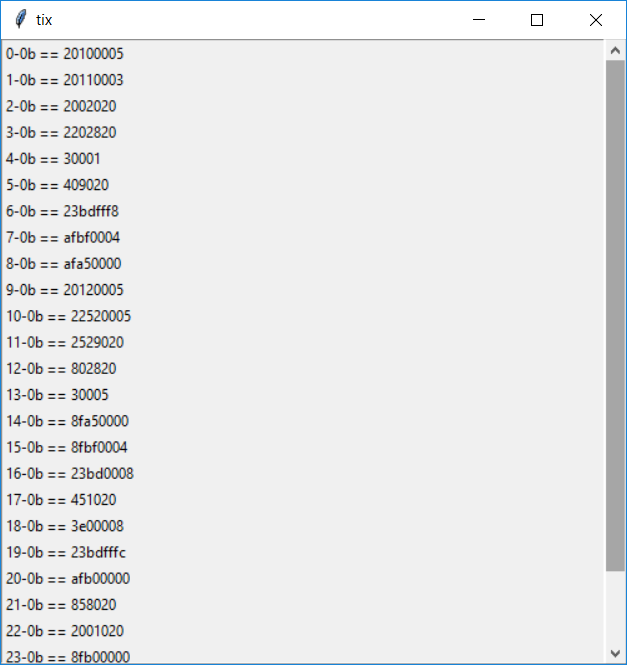 tix
0-0b == 20100005
1-0b == 20110003
2-0b == 2002020
3-0b == 2202820
4-0b == 30001
5-0b == 409020
6-0b == 23bdfff8
7-0b == afbf0004
8-0b == afa50000
9-0b == 20120005
10-0b == 22520005
11-0b == 2529020
12-0b == 802820
13-0b == 30005
14-0b == 8fa50000
15-0b == 8fbf0004
16-0b == 23bd0008
17-0b == 451020
18-0b == 3e00008
19-0b == 23bdfffc
20-0b == afb00000
21-0b == 858020
22-0b == 2001020
23-0b == 8fb00000